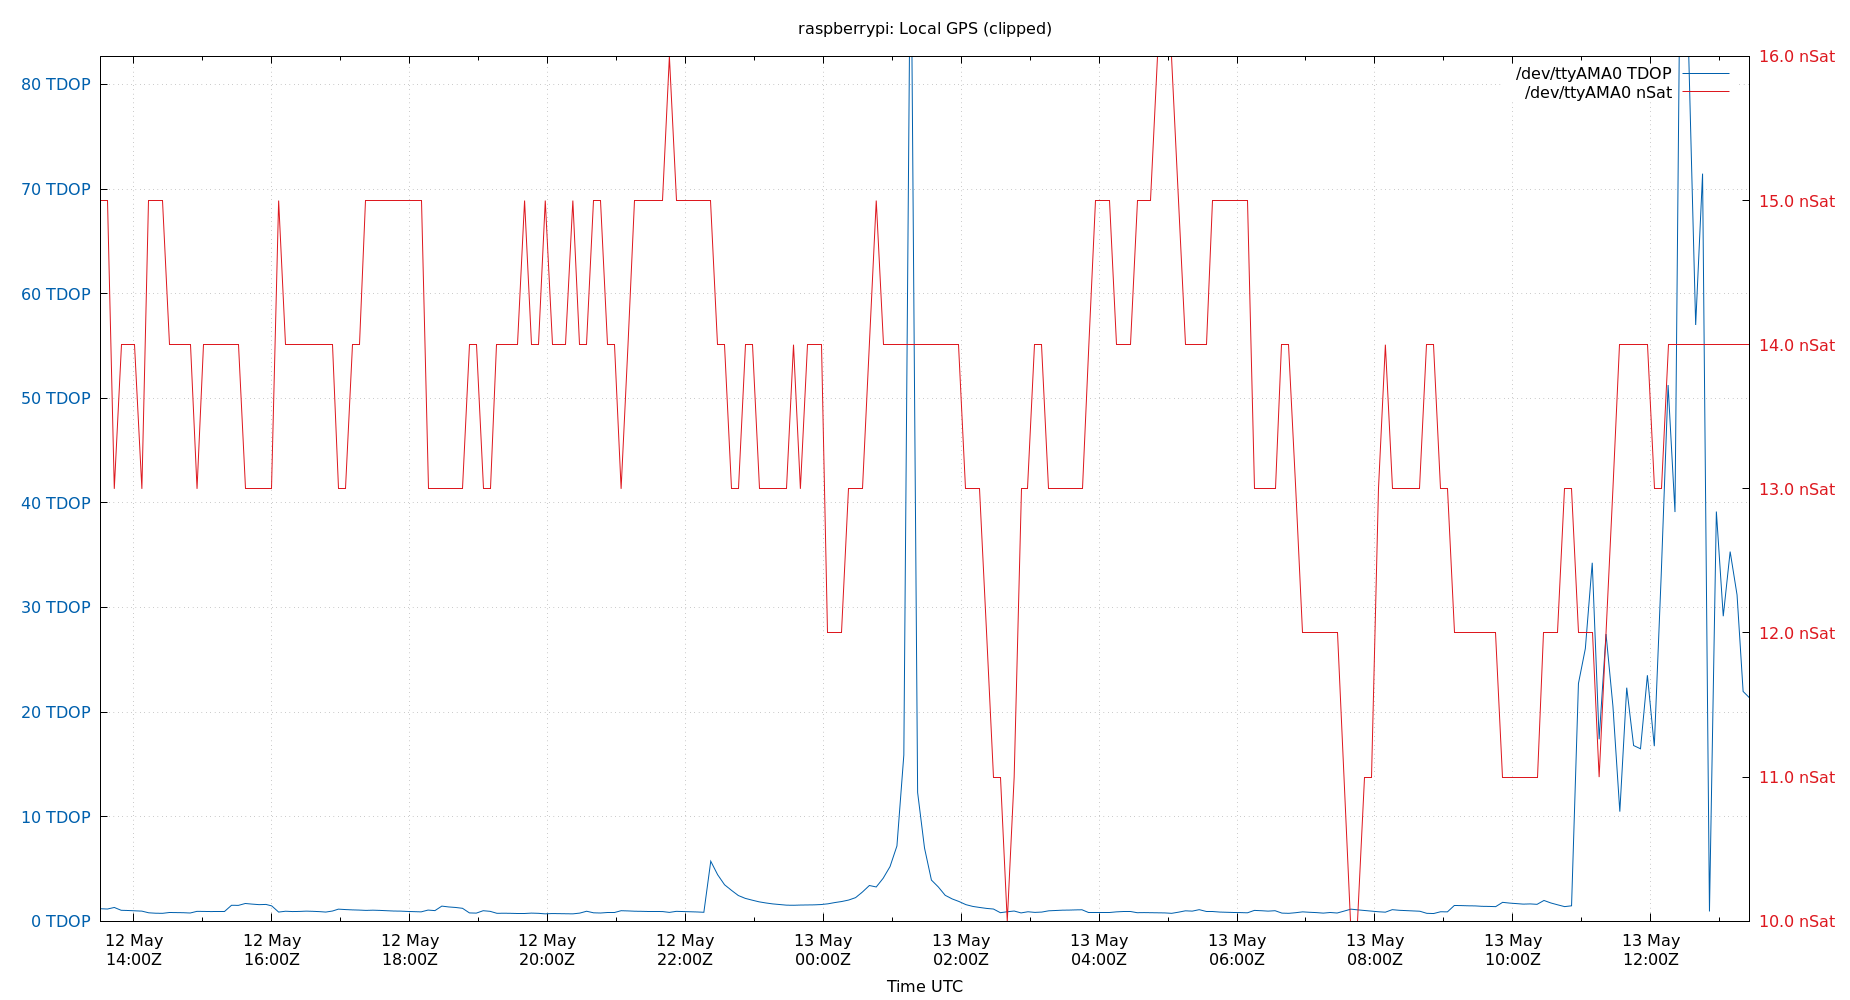 raspberrypi: Local GPS (clipped)
/dev/ttyAMA0 TDOP
/dev/ttyAMA0 nSat
80 TDOP
70 TDOP
60 TDOP
50 TDOP
40 TDOP
30 TDOP
20 TDOP
10 TDOP
0 TDOP
16.0 nSat
15.0 nSat
14.0 nSat
13.0 nSat
12.0 nSat
11.0 nSat
10.0 nSat
12 May
14:00Z
12 May
16:00Z
12 May
18:00Z
12 May
20:00Z
12 May
22:00Z
13 May
00:00Z
13 May
02:00Z
13 May
04:00Z
13 May
06:00Z
13 May
08:00Z
13 May
10:00Z
13 May
12:00Z
Time UTC